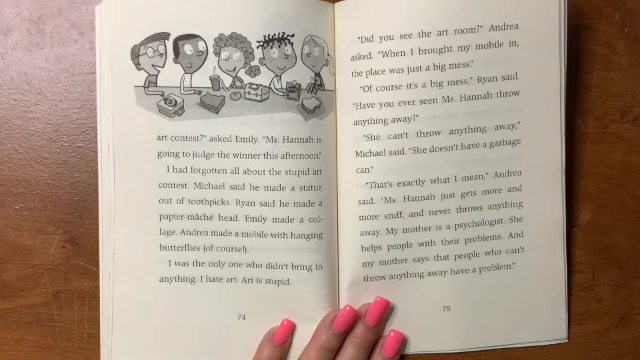 art contest?" asked Emily. "Ms. Hannah is
going to judge the winner this afternoon."
I had forgotten all about the stupid art
contest. Michael said he made a statue
out of toothpicks. Ryan said he made a
papier-mâché head. Emily made a col-
lage. Andrea made a mobile with hanging
butterflies (of course!).
I was the only one who didn't bring in
anything. I hate art. Art is stupid.
74
"Did you see the art room?" Andrea
asked. "When I brought my mobile in,
the place was just a big mess."
"Of course it's a big mess," Ryan said.
"Have you ever seen Ms. Hannah throw
anything away?"
"She can't throw anything away,"
Michael said. "She doesn't have a garbage
can."
"That's exactly what I mean," Andrea
said. "Ms. Hannah just gets more and
more stuff, and never throws anything
away. My mother is a psychologist. She
helps people with their problems. And
my mother says that people who can't
throw anything away have a problem."
75